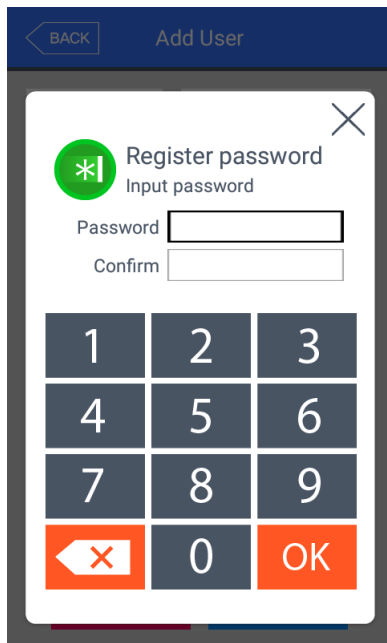 BACK Add User
Register password
Input password
Password
Confirm
1 2 3
4 5 6
7 8 9
0 OK